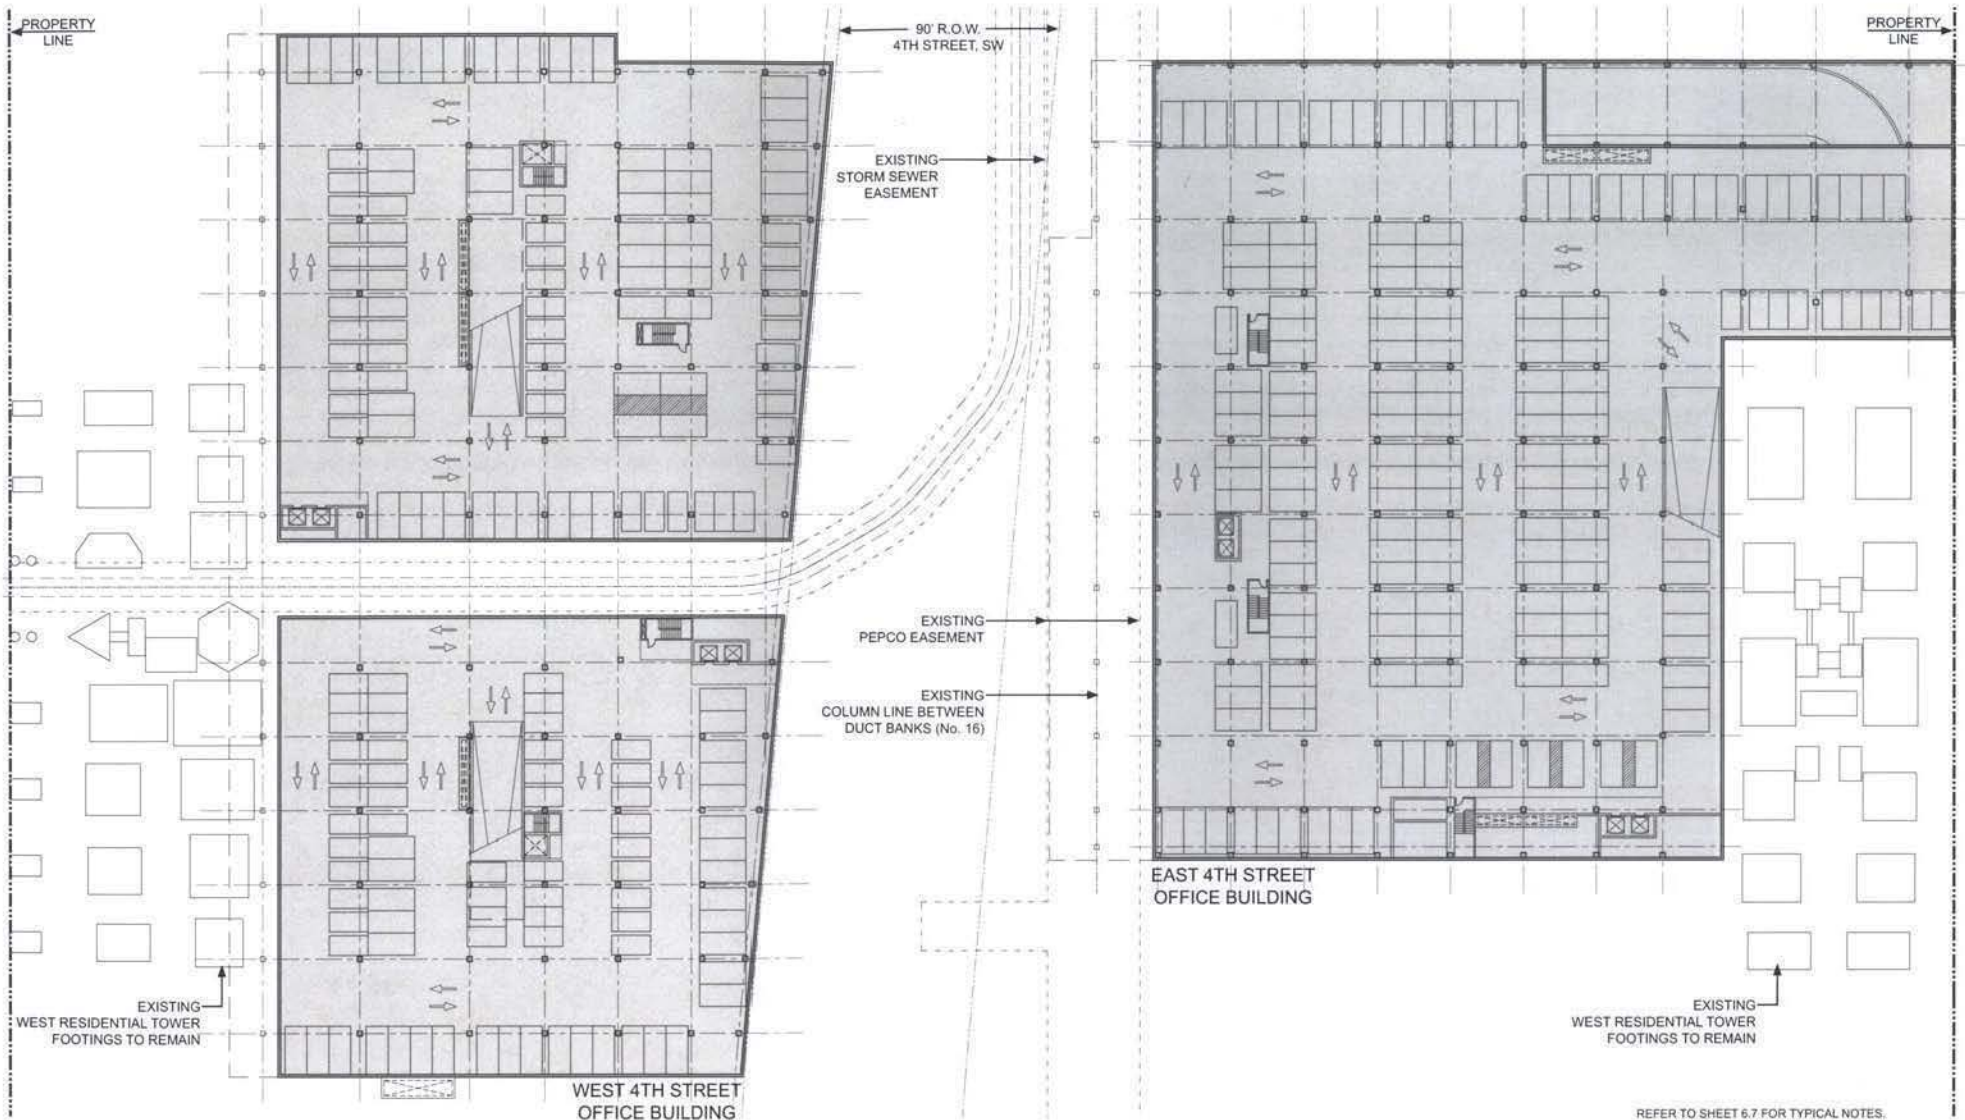 PROPERTY
LINE
90' R.O.W.
4TH STREET, SW
PROPERTY
LINE
EXISTING
STORM SEWER
EASEMENT
EXISTING
PEPCO EASEMENT
EXISTING
COLUMN LINE BETWEEN
DUCT BANKS (No. 16)
EAST 4TH STREET
OFFICE BUILDING
EXISTING
WEST RESIDENTIAL TOWER
FOOTINGS TO REMAIN
EXISTING
WEST RESIDENTIAL TOWER
FOOTINGS TO REMAIN
WEST 4TH STREET
OFFICE BUILDING
REFER TO SHEET 6.7 FOR TYPICAL NOTES.